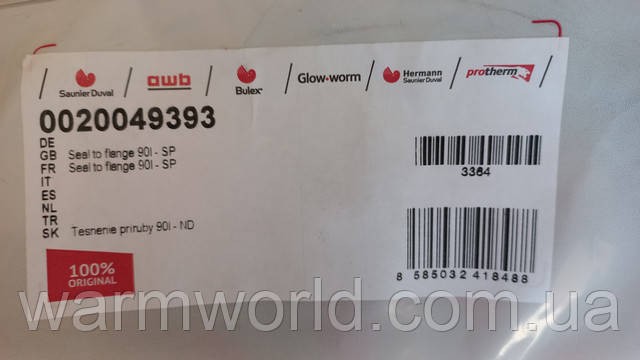 Saunier Duval / awb / Bulex / Glow-worm / Hermann Saunier Duval / protherm
0020049393
DE
GB Seal to flange 90l - SP
FR Seal to flange 90l - SP
IT
ES
NL
TR
SK Tesnenie priruby 90l - ND
3364
100%
ORIGINAL
8 585032 418488
warmworld.com.ua